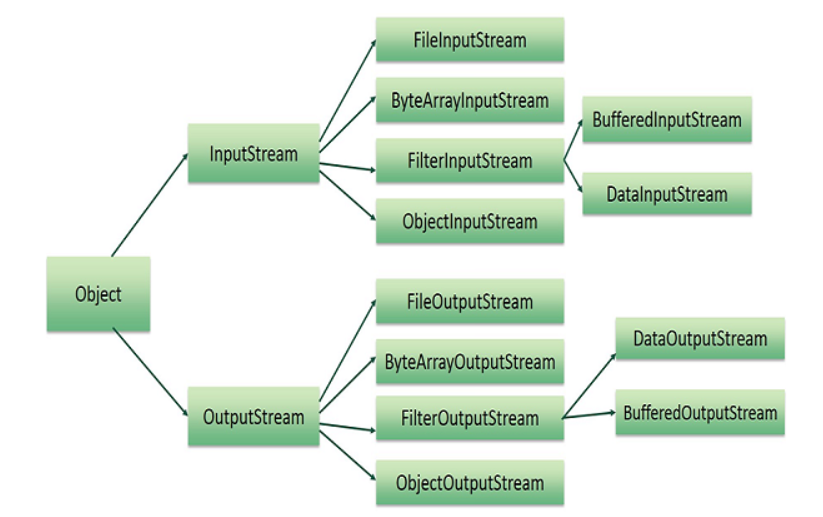 FileInputStream
ByteArrayInputStream
BufferedInputStream
InputStream
FilterInputStream
DataInputStream
ObjectInputStream
Object
FileOutputStream
DataOutputStream
ByteArrayOutputStream
OutputStream
FilterOutputStream
BufferedOutputStream
ObjectOutputStream